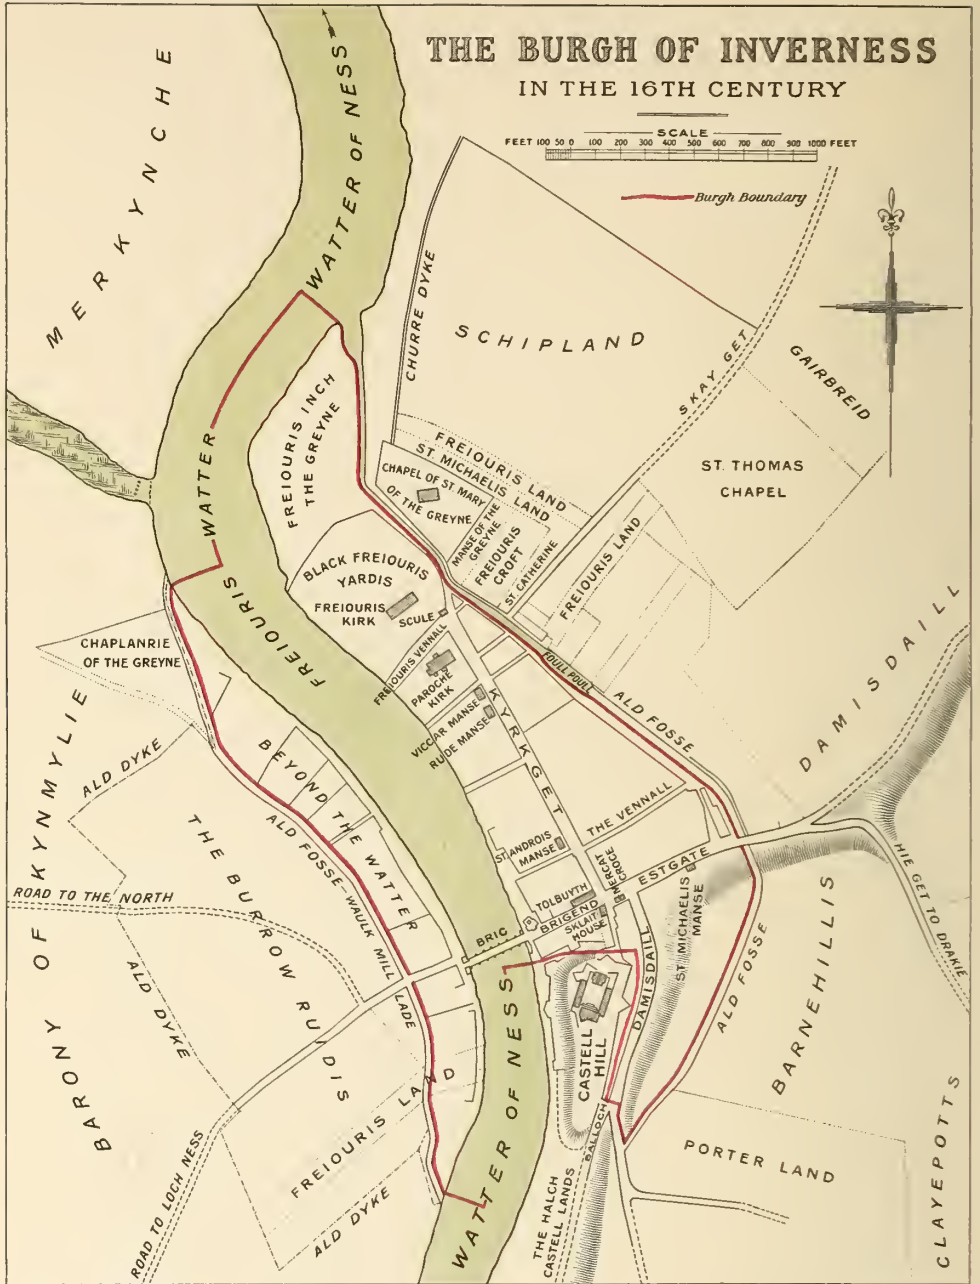 THE BURGH OF INVERNESS
IN THE 16TH CENTURY
SCALE
FEET 100 50 0 100 200 300 400 500 600 700 800 900 1000 FEET
Burgh Boundary
MERKYNCHE
WATTER OF NESS
CHURRE DYKE
SCHIPLAND
SKAY GET
GAIRBREID
FREIOURIS INCH
THE GREYNE
WATTER
FREIOURIS LAND
ST. MICHAELIS LAND
CHAPEL OF ST MARY
OF THE GREYNE
MANSE OF THE
GREYNE
FREIOURIS
CROFT
ST. CATHERINE
ST. THOMAS
CHAPEL
FREIOURIS LAND
BLACK FREIOURIS
YARDIS
FREIOURIS
KIRK
SCULE
FREIOURIS
CHAPLANRIE
OF THE GREYNE
FREIOURIS VENNALL
PAROCHE
KIRK
VICCAR MANSE
RUDE MANSE
KYRKGET
FOULL POULL
ALD FOSSE
DAMISDAILL
ALD DYKE
BEYOND THE WATTER
ALD FOSSE-WAULK MILL LADE
THE BURROW RUIDIS
ROAD TO THE NORTH
BARONY OF KYNMYLIE
ALD DYKE
ST ANDROIS
MANSE
THE VENNALL
MERCAT
CROCE
ESTGATE
TOLBUYTH
BRIGEND
SKLAIT
HOUSE
BRIC
ST MICHAELIS
MANSE
DAMISDAILL
ALD FOSSE
HIE GET TO DRAKIE
BARNEHILLIS
CASTELL
HILL
WATTER OF NESS
BALLOCH
PORTER LAND
CLAYEPOTTS
THE HALCH
CASTELL LANDS
FREIOURIS LAND
ALD DYKE
ROAD TO LOCH NESS